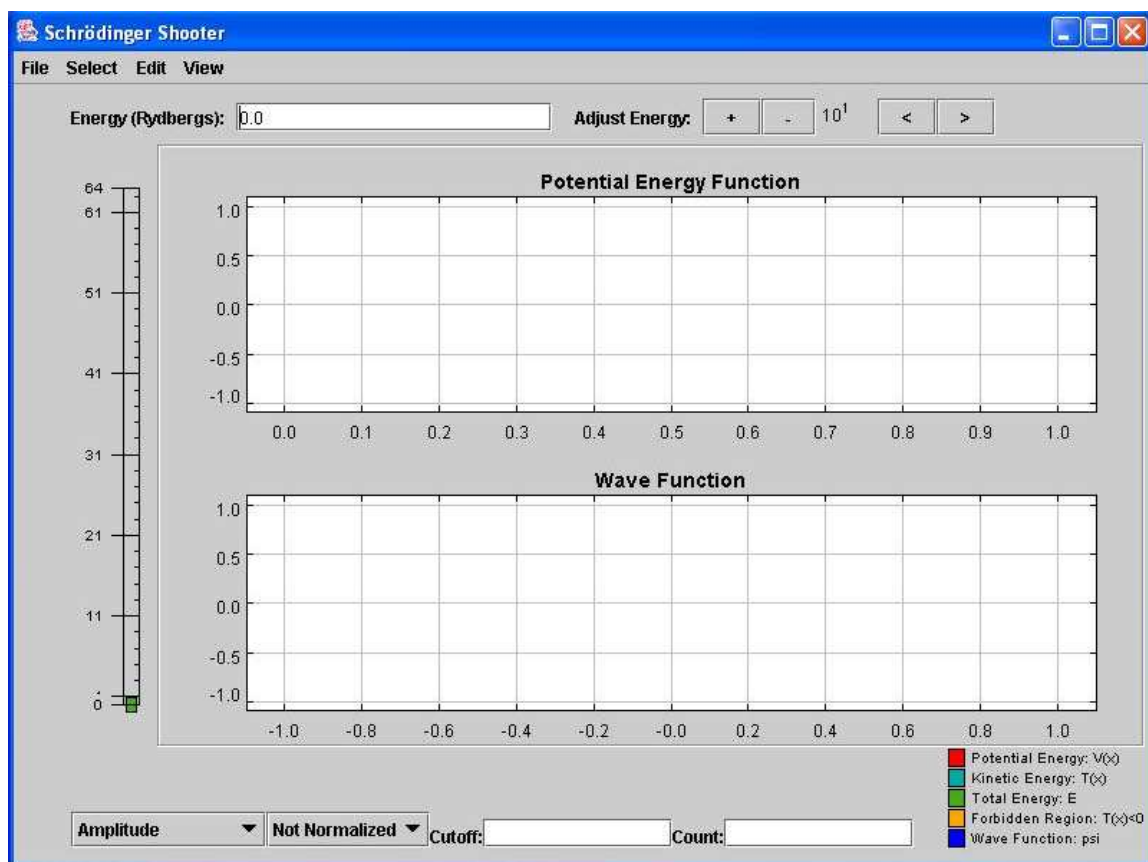 Schrödinger Shooter
File Select Edit View
Energy (Rydbergs): 0.0 Adjust Energy: + - 10¹ < >
Potential Energy Function
64
61
51
41
31
21
11
0
1.0
0.5
0.0
-0.5
-1.0
0.0 0.1 0.2 0.3 0.4 0.5 0.6 0.7 0.8 0.9 1.0
Wave Function
1.0
0.5
0.0
-0.5
-1.0
-1.0 -0.8 -0.6 -0.4 -0.2 -0.0 0.2 0.4 0.6 0.8 1.0
Potential Energy: V(x)
Kinetic Energy: T(x)
Total Energy: E
Forbidden Region: T(x)<0
Wave Function: psi
Amplitude Not Normalized Cutoff: Count: